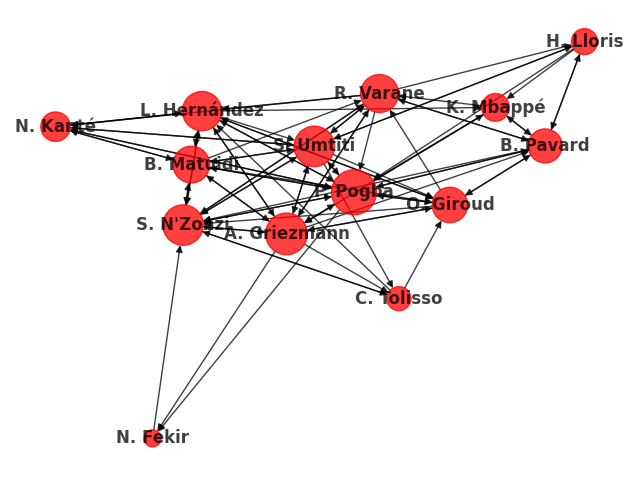 H. Lloris
R. Varane
K. Mbappé
L. Hernández
N. Kanté
S. Umtiti
B. Pavard
B. Matuidi
P. Pogba
O. Giroud
S. N'Zonzi
A. Griezmann
C. Tolisso
N. Fekir